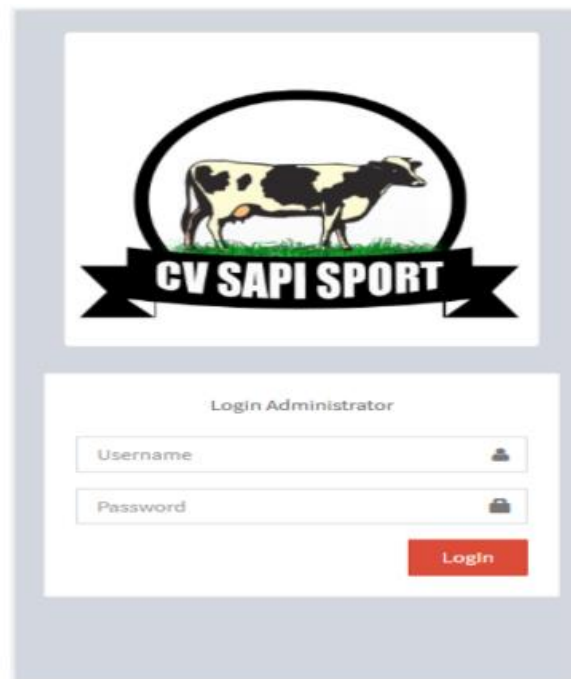 CV SAPI SPORT
Login Administrator
Username
Password
LogIn